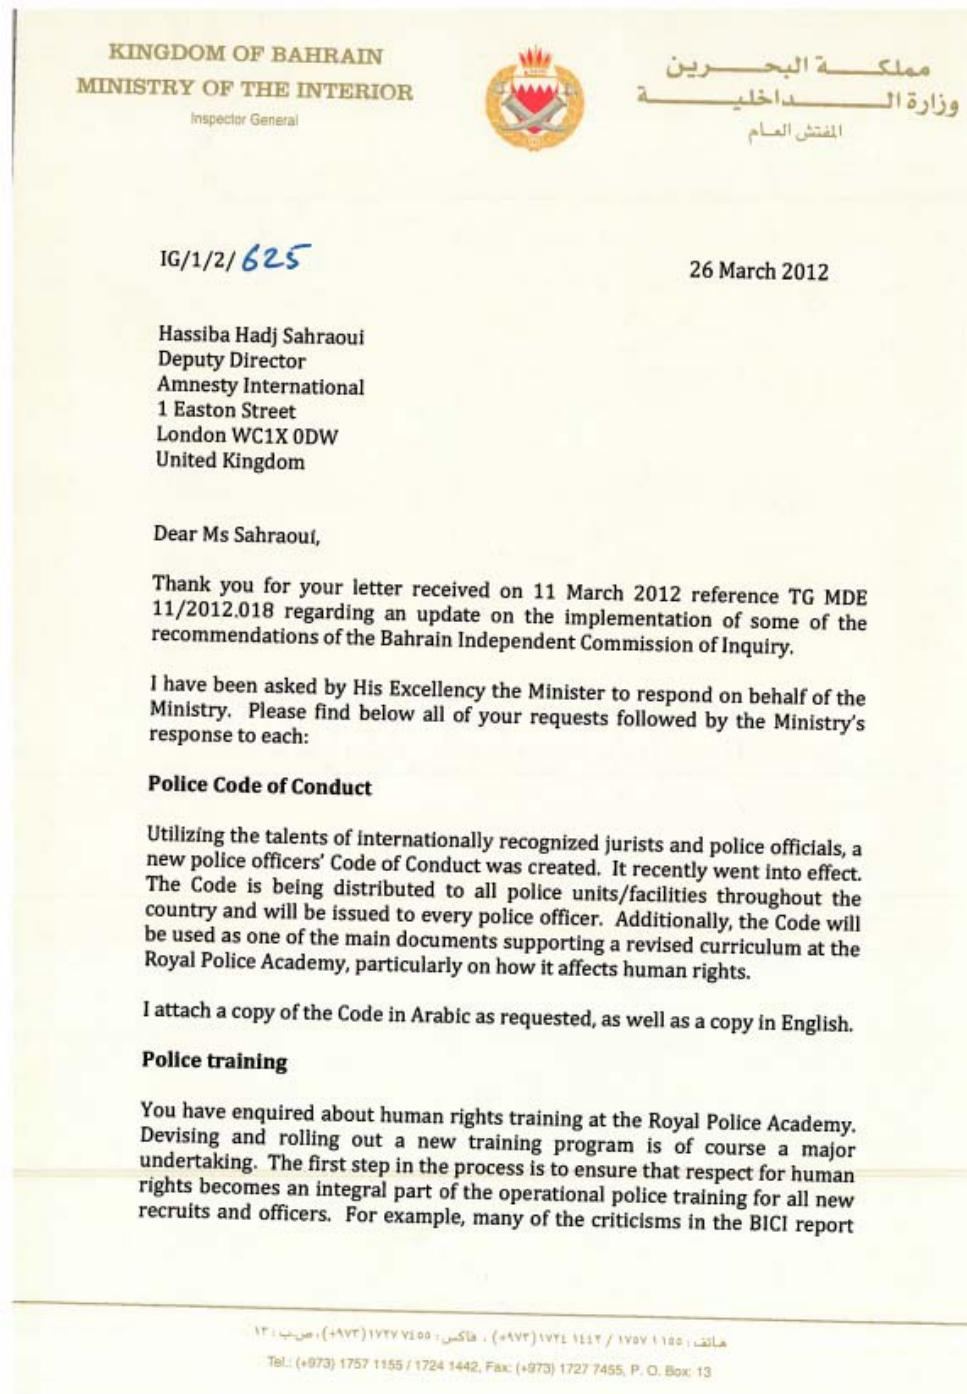 KINGDOM OF BAHRAIN
MINISTRY OF THE INTERIOR
Inspector General
مملكة البحرين
وزارة الداخلية
المفتش العام
IG/1/2/ 625
26 March 2012
Hassiba Hadj Sahraoui
Deputy Director
Amnesty International
1 Easton Street
London WC1X 0DW
United Kingdom
Dear Ms Sahraoui,
Thank you for your letter received on 11 March 2012 reference TG MDE
11/2012.018 regarding an update on the implementation of some of the
recommendations of the Bahrain Independent Commission of Inquiry.
I have been asked by His Excellency the Minister to respond on behalf of the
Ministry. Please find below all of your requests followed by the Ministry's
response to each:
Police Code of Conduct
Utilizing the talents of internationally recognized jurists and police officials, a
new police officers' Code of Conduct was created. It recently went into effect.
The Code is being distributed to all police units/facilities throughout the
country and will be issued to every police officer. Additionally, the Code will
be used as one of the main documents supporting a revised curriculum at the
Royal Police Academy, particularly on how it affects human rights.
I attach a copy of the Code in Arabic as requested, as well as a copy in English.
Police training
You have enquired about human rights training at the Royal Police Academy.
Devising and rolling out a new training program is of course a major
undertaking. The first step in the process is to ensure that respect for human
rights becomes an integral part of the operational police training for all new
recruits and officers. For example, many of the criticisms in the BICI report
هاتف: ١١٥٥ ١٧٥٧ / ١٤٤٢ ١٧٢٤ (٩٧٣+) ، فاكس: ٧٤٥٥ ١٧٢٧ (٩٧٣+)، ص.ب: ١٣
Tel.: (+973) 1757 1155 / 1724 1442, Fax: (+973) 1727 7455, P. O. Box: 13